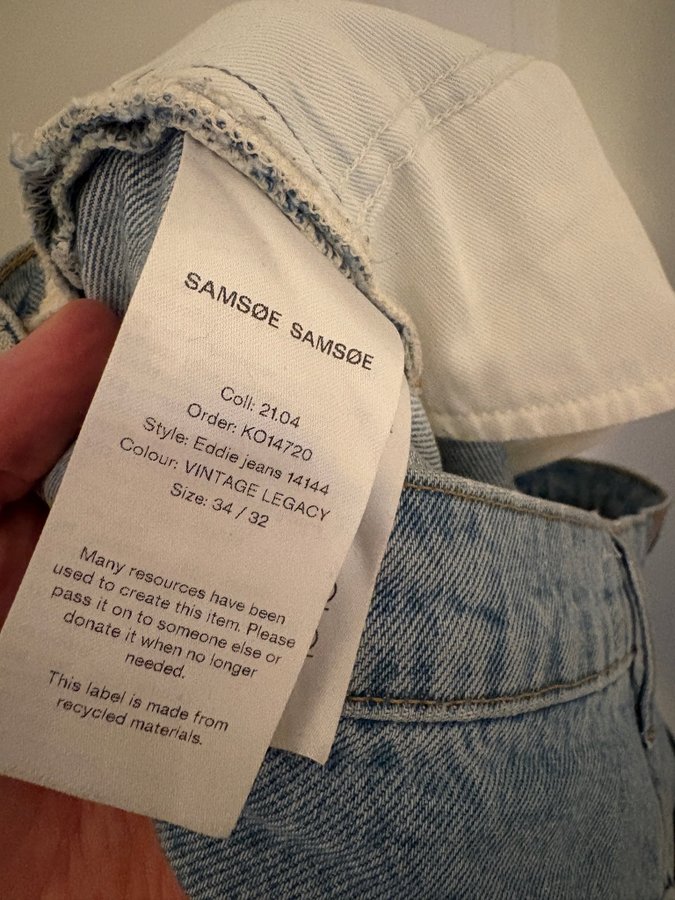 SAMSØE SAMSØE
Coll: 21.04
Order: KO14720
Style: Eddie jeans 14144
Colour: VINTAGE LEGACY
Size: 34 / 32
Many resources have been
used to create this item. Please
pass it on to someone else or
donate it when no longer
needed.
This label is made from
recycled materials.